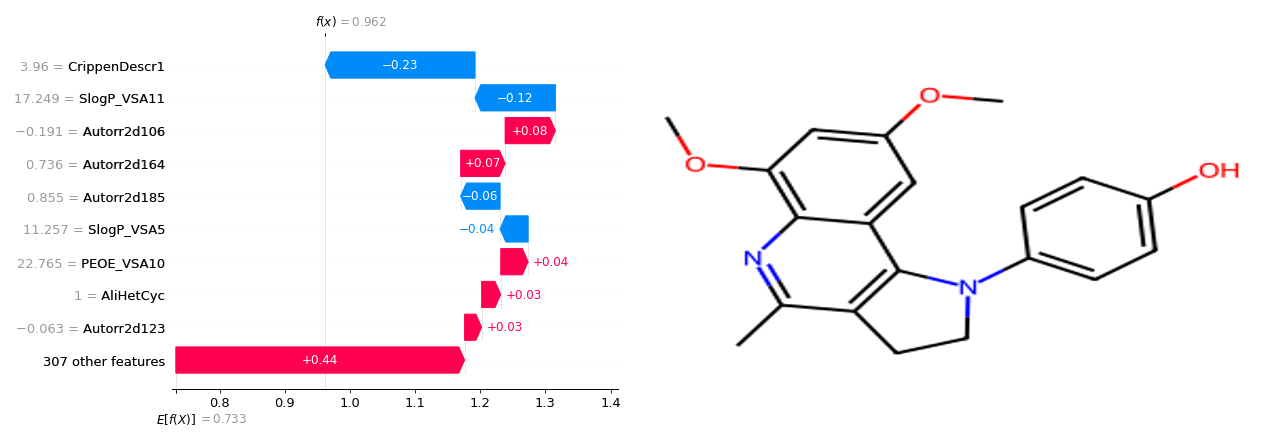 f(x) = 0.962
3.96 = CrippenDescr1
−0.23
17.249 = SlogP_VSA11
−0.12
−0.191 = Autorr2d106
+0.08
0.736 = Autorr2d164
+0.07
0.855 = Autorr2d185
−0.06
11.257 = SlogP_VSA5
−0.04
22.765 = PEOE_VSA10
+0.04
1 = AliHetCyc
+0.03
−0.063 = Autorr2d123
+0.03
307 other features
+0.44
0.8 0.9 1.0 1.1 1.2 1.3 1.4
E[f(X)] = 0.733
O
O
OH
N
N